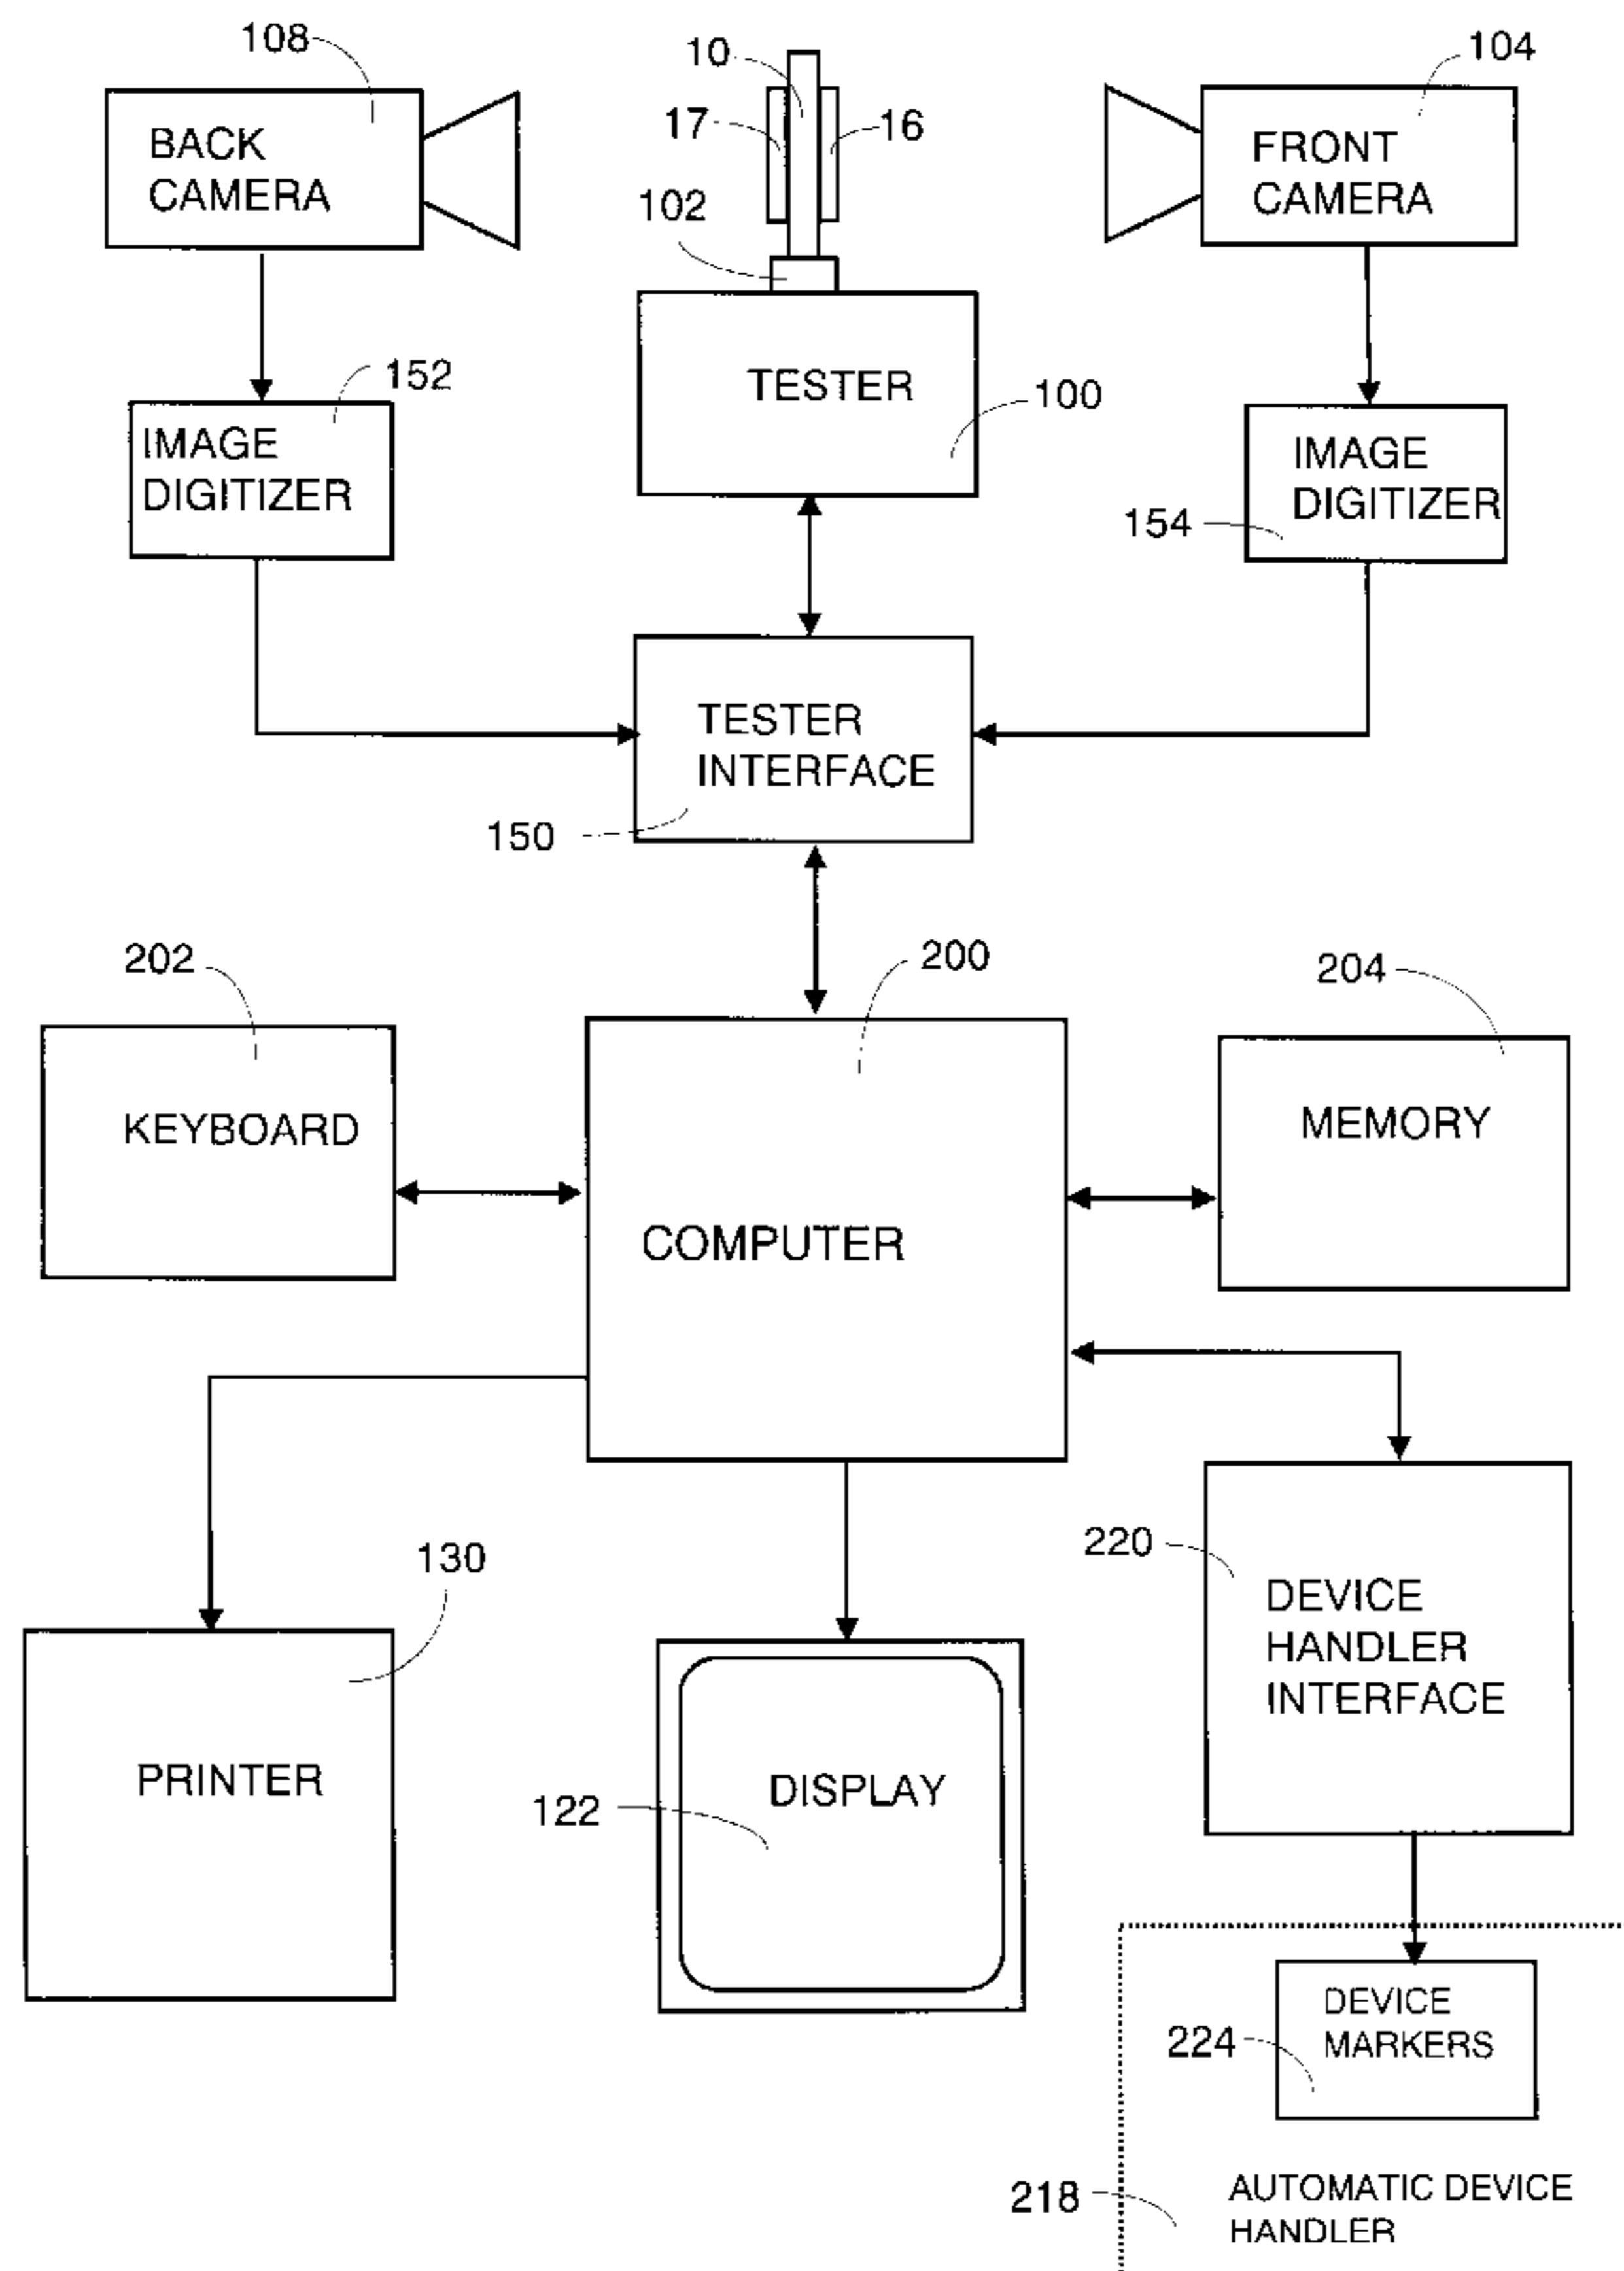 108
10
104
17
16
BACK
CAMERA
FRONT
CAMERA
102
152
TESTER
100
IMAGE
DIGITIZER
IMAGE
DIGITIZER
154
TESTER
INTERFACE
150
202
200
204
KEYBOARD
MEMORY
COMPUTER
130
220
DEVICE
HANDLER
INTERFACE
PRINTER
DISPLAY
122
DEVICE
MARKERS
224
218
AUTOMATIC DEVICE
HANDLER